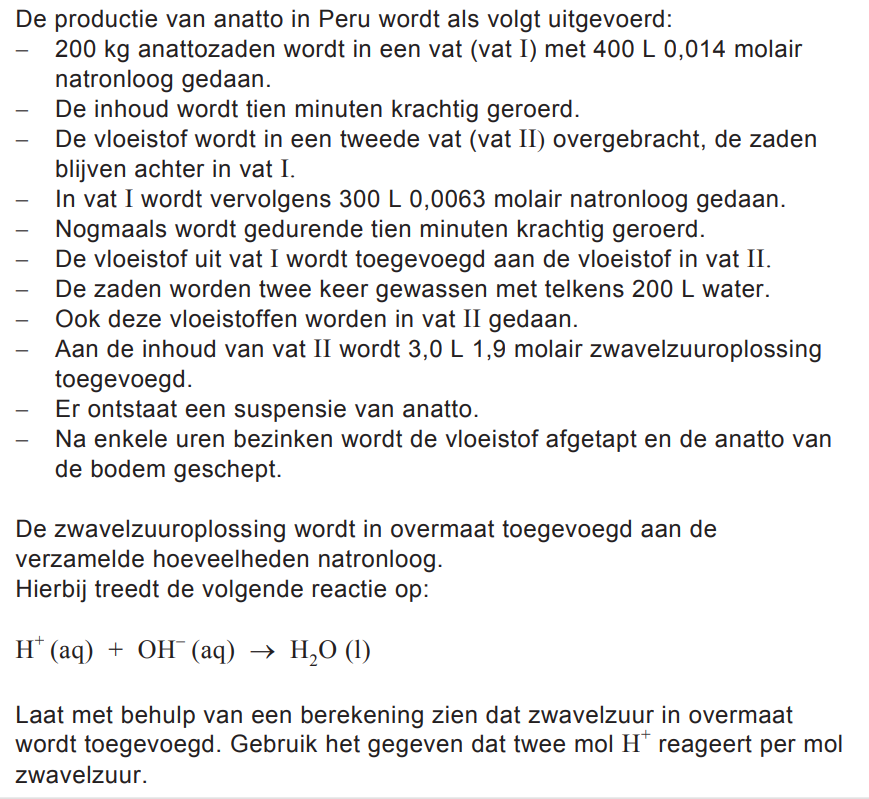 De productie van anatto in Peru wordt als volgt uitgevoerd:
– 200 kg anattozaden wordt in een vat (vat I) met 400 L 0,014 molair
natronloog gedaan.
– De inhoud wordt tien minuten krachtig geroerd.
– De vloeistof wordt in een tweede vat (vat II) overgebracht, de zaden
blijven achter in vat I.
– In vat I wordt vervolgens 300 L 0,0063 molair natronloog gedaan.
– Nogmaals wordt gedurende tien minuten krachtig geroerd.
– De vloeistof uit vat I wordt toegevoegd aan de vloeistof in vat II.
– De zaden worden twee keer gewassen met telkens 200 L water.
– Ook deze vloeistoffen worden in vat II gedaan.
– Aan de inhoud van vat II wordt 3,0 L 1,9 molair zwavelzuuroplossing
toegevoegd.
– Er ontstaat een suspensie van anatto.
– Na enkele uren bezinken wordt de vloeistof afgetapt en de anatto van
de bodem geschept.
De zwavelzuuroplossing wordt in overmaat toegevoegd aan de
verzamelde hoeveelheden natronloog.
Hierbij treedt de volgende reactie op:
H⁺ (aq) + OH⁻ (aq) → H₂O (l)
Laat met behulp van een berekening zien dat zwavelzuur in overmaat
wordt toegevoegd. Gebruik het gegeven dat twee mol H⁺ reageert per mol
zwavelzuur.